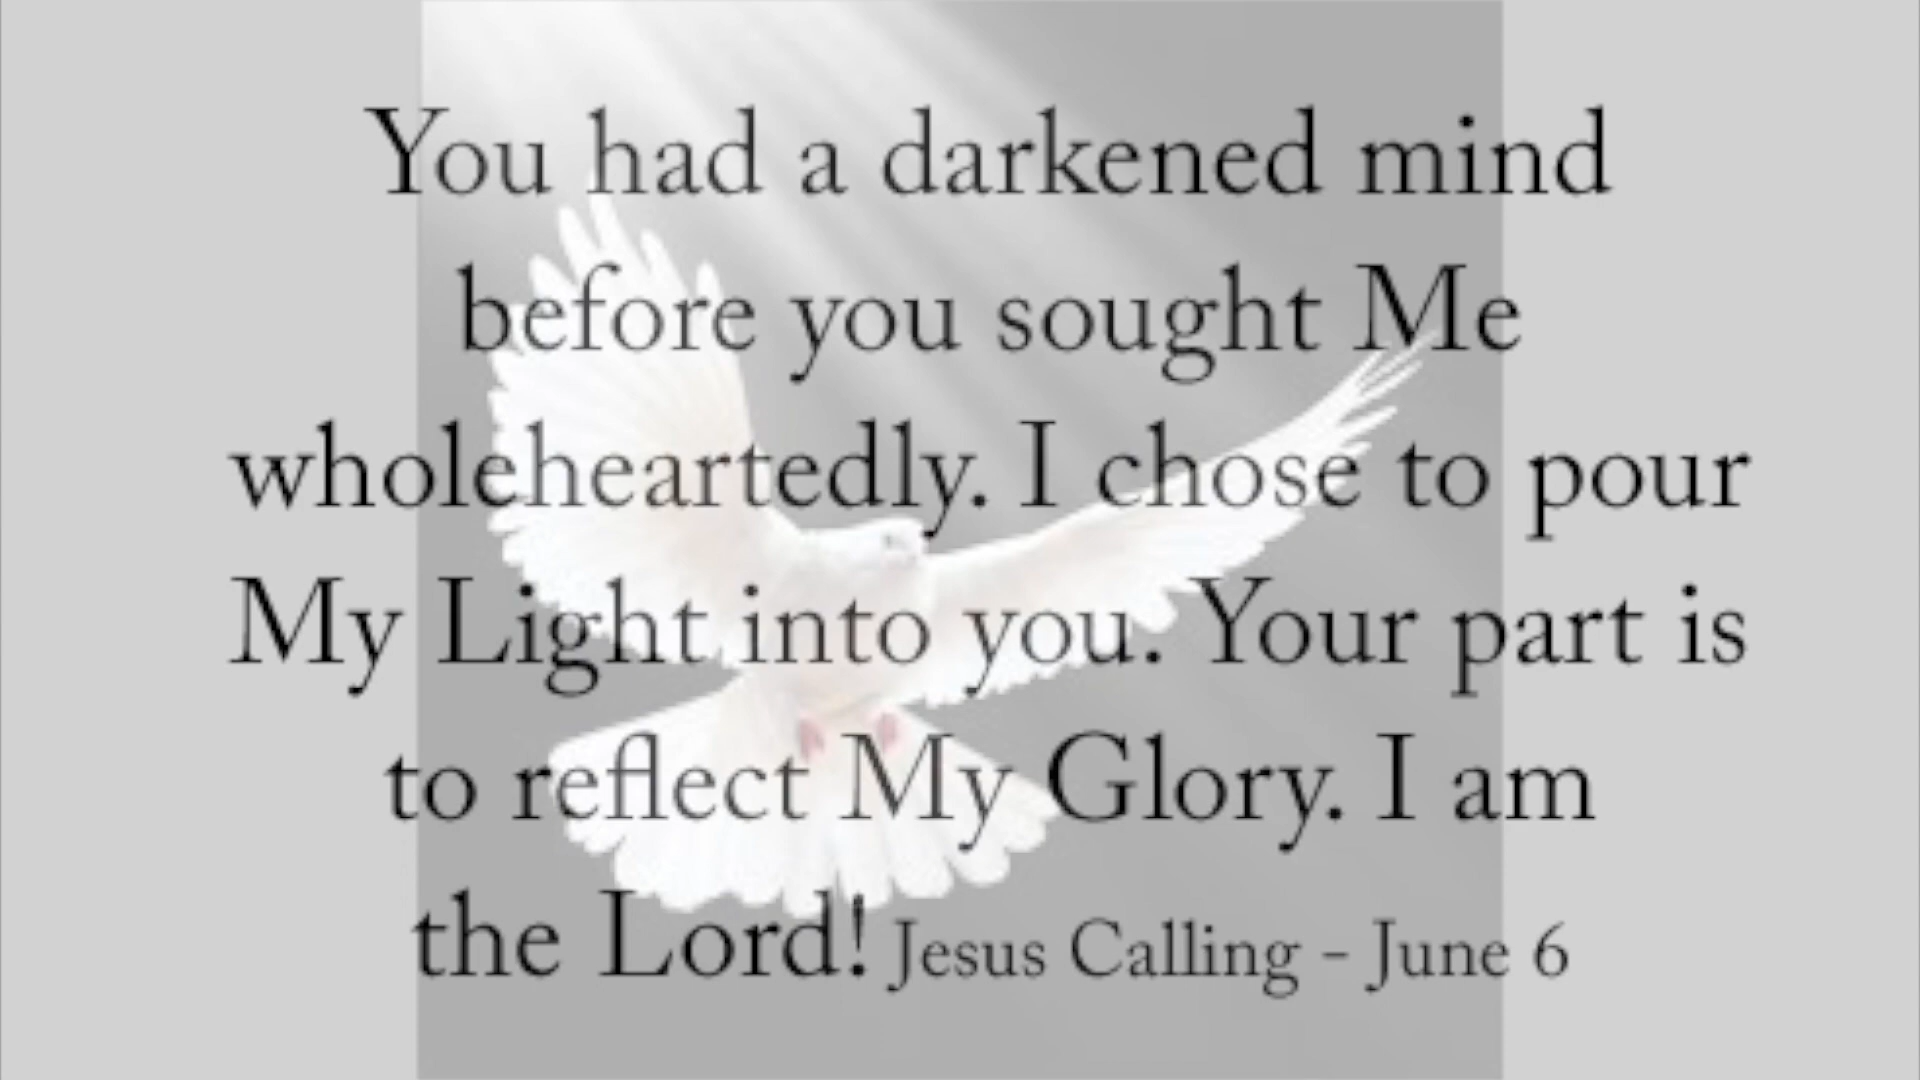 You had a darkened mind
before you sought Me
wholeheartedly. I chose to pour
My Light into you. Your part is
to reflect My Glory. I am
the Lord! Jesus Calling - June 6